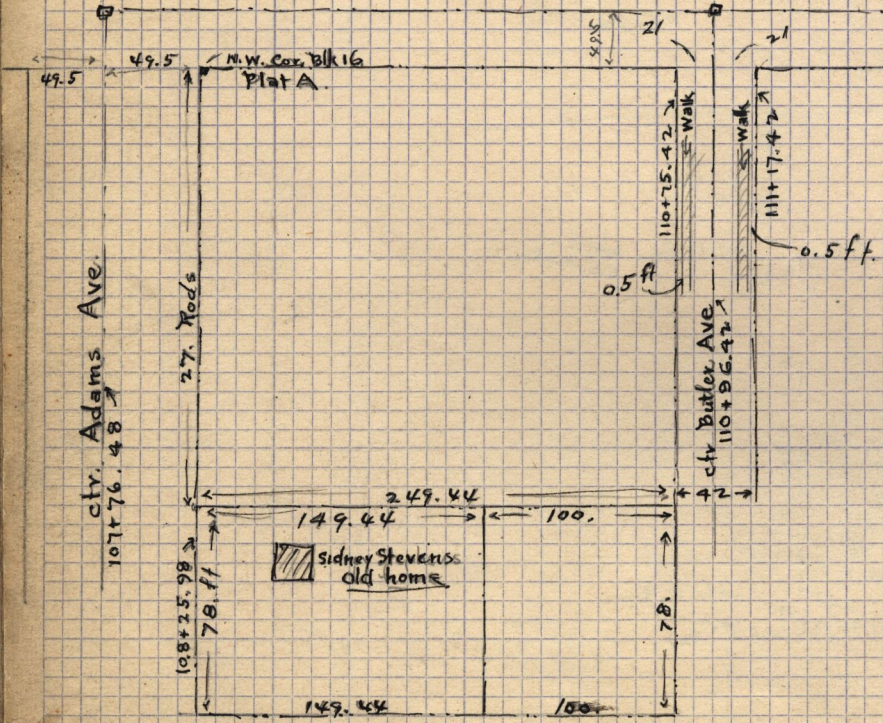 21
21
49.5
49.5
N.W. Cor. Blk 16
Plat A
49.5
110+75.42
Walk
Walk
111+17.42
0.5 ft
0.5 ft.
27. Rods
ctr. Adams Ave.
107+76.48
ctr Butler Ave
110+96.42
249.44
42
149.44
100.
Sidney Stevens
old home
108+25.98
78. ft
78.
149.44
100.